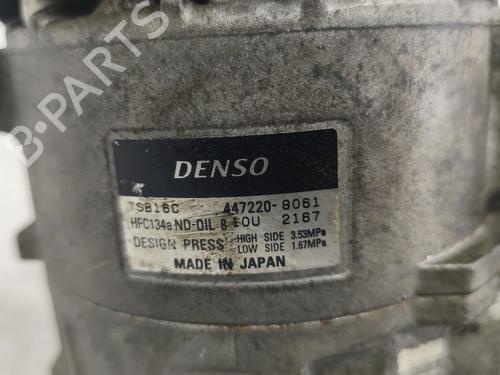 DENSO
7SB16C 447220-8061
HFC134a ND-OIL 8 EOU 2167
DESIGN PRESS HIGH SIDE 3.53MPa
LOW SIDE 1.67MPa
MADE IN JAPAN
B-PARTS